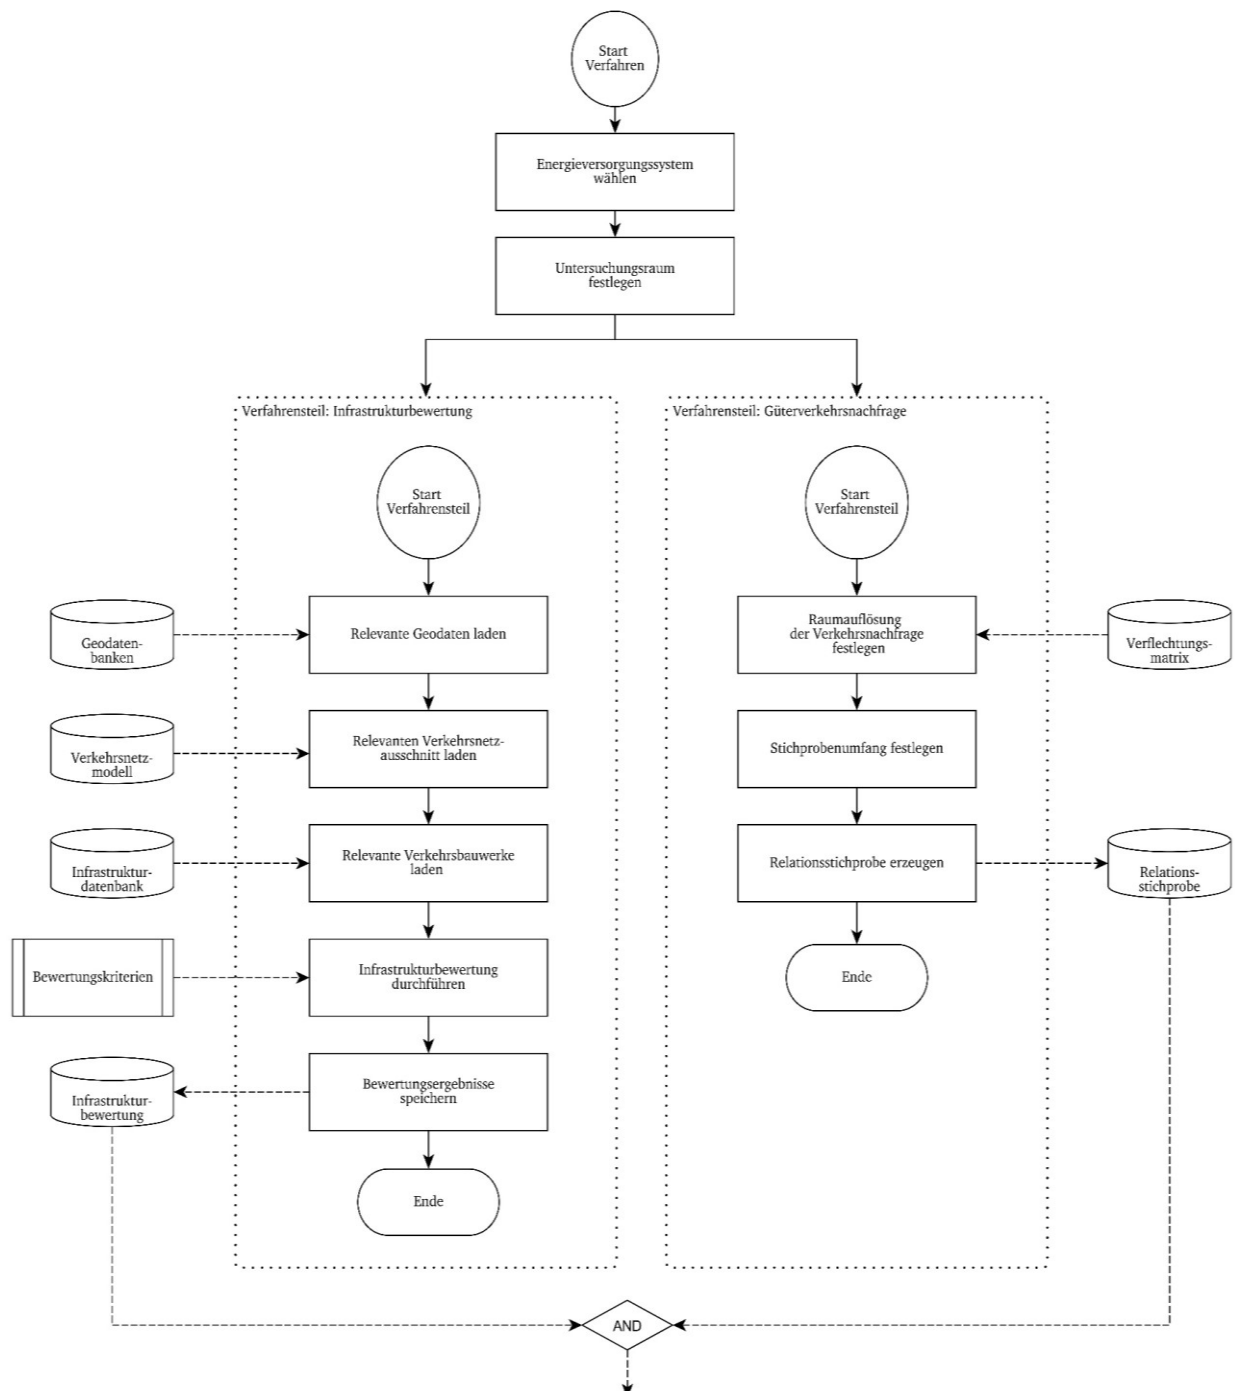 Start
Verfahren
Energieversorgungssystem
wählen
Untersuchungsraum
festlegen
Verfahrensteil: Infrastrukturbewertung
Start
Verfahrensteil
Geodaten-
banken
Relevante Geodaten laden
Verkehrsnetz-
modell
Relevanten Verkehrsnetz-
ausschnitt laden
Infrastruktur-
datenbank
Relevante Verkehrsbauwerke
laden
Bewertungskriterien
Infrastrukturbewertung
durchführen
Infrastruktur-
bewertung
Bewertungsergebnisse
speichern
Ende
Verfahrensteil: Güterverkehrsnachfrage
Start
Verfahrensteil
Raumauflösung
der Verkehrsnachfrage
festlegen
Verflechtungs-
matrix
Stichprobenumfang festlegen
Relationsstichprobe erzeugen
Relations-
stichprobe
Ende
AND